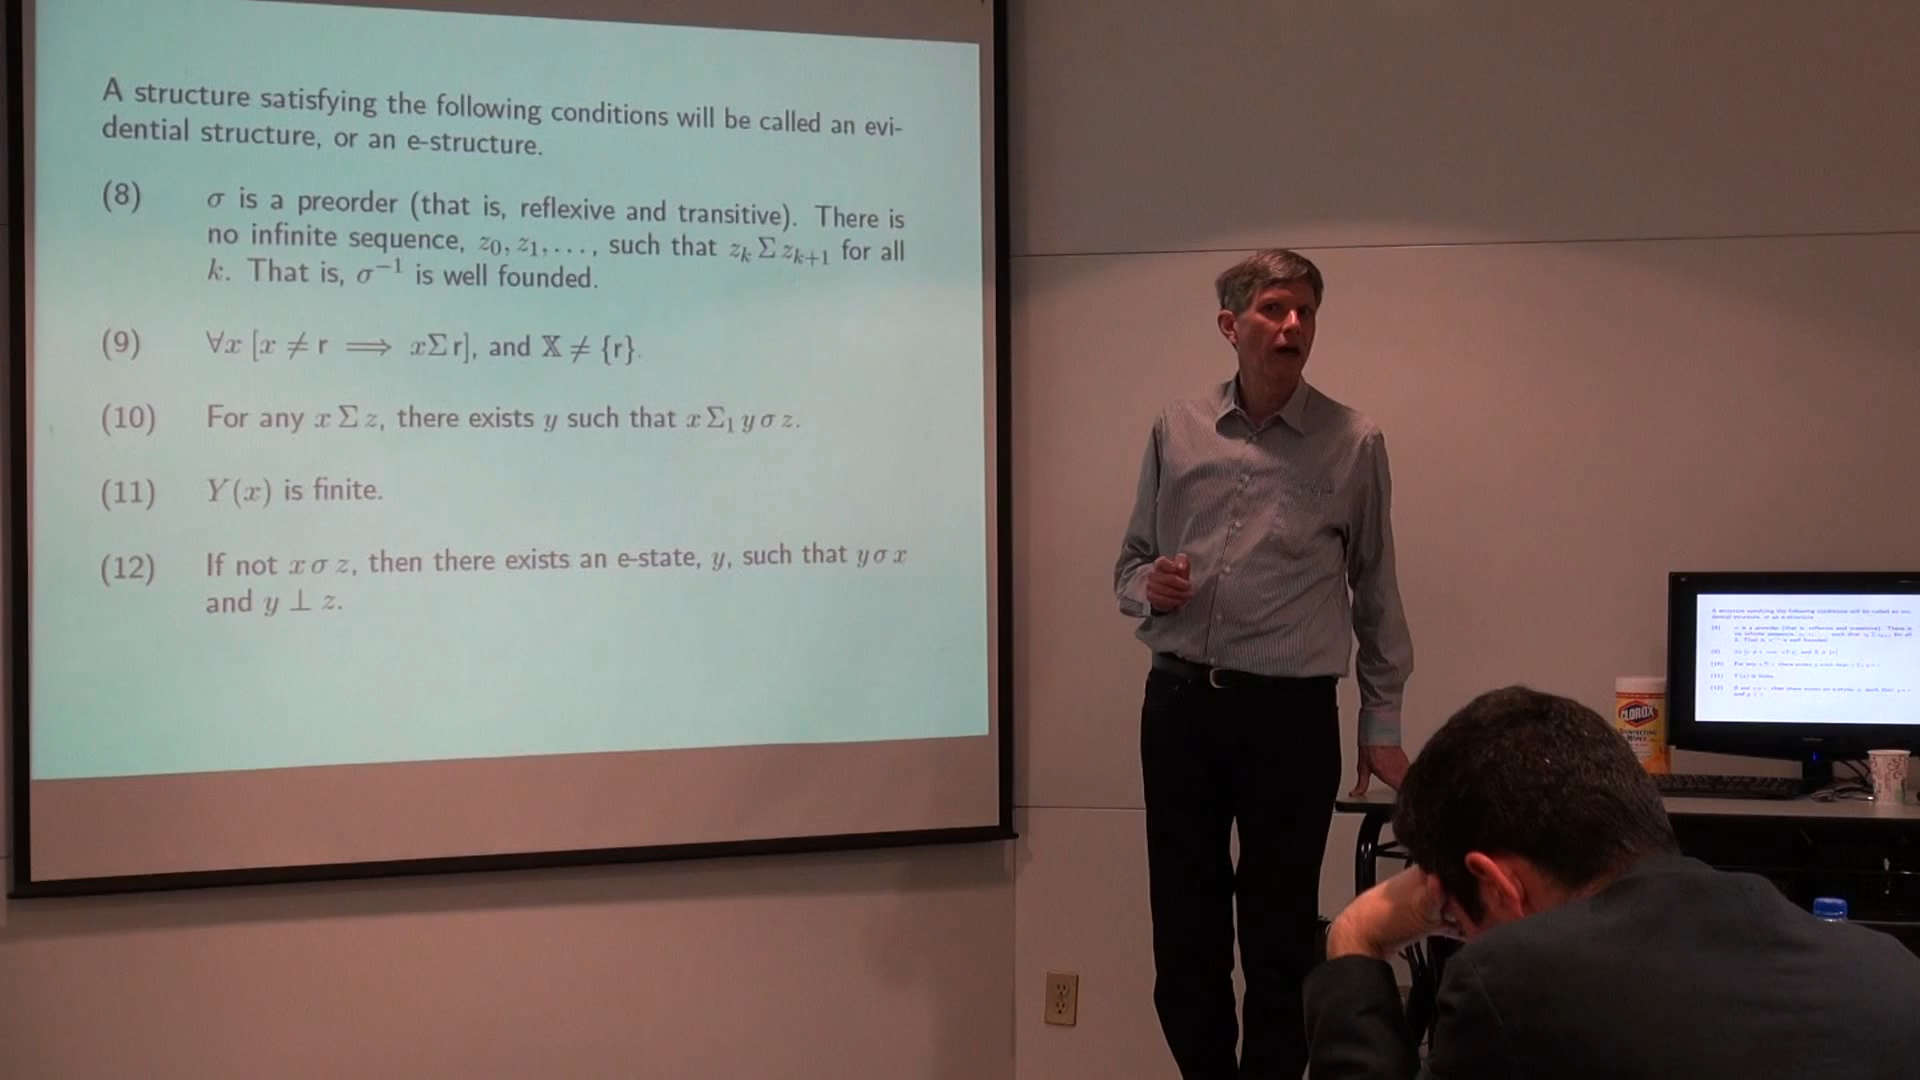 A structure satisfying the following conditions will be called an evi-
dential structure, or an e-structure.
(8) σ is a preorder (that is, reflexive and transitive). There is
no infinite sequence, z₀, z₁, . . . , such that zₖ Σ zₖ₊₁ for all
k. That is, σ⁻¹ is well founded.
(9) ∀x [x ≠ r ⟹ xΣr], and 𝕏 ≠ {r}.
(10) For any x Σ z, there exists y such that x Σ₁ y σ z.
(11) Y(x) is finite.
(12) If not x σ z, then there exists an e-state, y, such that y σ x
and y ⊥ z.
CLOROX